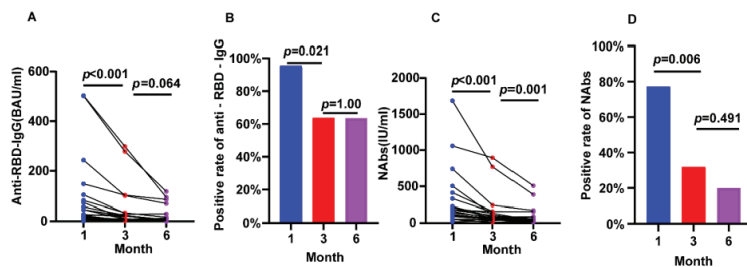 A
Anti-RBD-IgG(BAU/ml)
600
400
200
0
p<0.001
p=0.064
1 3 6
Month
B
Positive rate of anti - RBD - IgG
100%
80%
60%
40%
20%
0%
p=0.021
p=1.00
1 3 6
Month
C
NAbs(IU/ml)
2000
1500
1000
500
0
p<0.001
p=0.001
1 3 6
Month
D
Positive rate of NAbs
100%
80%
60%
40%
20%
0%
p=0.006
p=0.491
1 3 6
Month